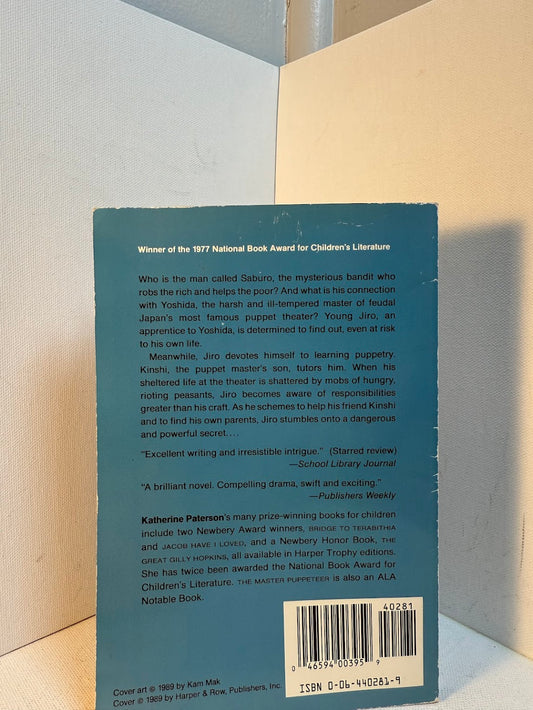 Winner of the 1977 National Book Award for Children's Literature
Who is the man called Saburo, the mysterious bandit who
robs the rich and helps the poor? And what is his connection
with Yoshida, the harsh and ill-tempered master of feudal
Japan's most famous puppet theater? Young Jiro, an
apprentice to Yoshida, is determined to find out, even at risk
to his own life.
Meanwhile, Jiro devotes himself to learning puppetry.
Kinshi, the puppet master's son, tutors him. When his
sheltered life at the theater is shattered by mobs of hungry,
rioting peasants, Jiro becomes aware of responsibilities
greater than his craft. As he schemes to help his friend Kinshi
and to find his own parents, Jiro stumbles onto a dangerous
and powerful secret....
"Excellent writing and irresistible intrigue." (Starred review)
—School Library Journal
"A brilliant novel. Compelling drama, swift and exciting."
—Publishers Weekly
Katherine Paterson's many prize-winning books for children
include two Newbery Award winners, BRIDGE TO TERABITHIA
and JACOB HAVE I LOVED, and a Newbery Honor Book, THE
GREAT GILLY HOPKINS, all available in Harper Trophy editions.
She has twice been awarded the National Book Award for
Children's Literature. THE MASTER PUPPETEER is also an ALA
Notable Book.
40281
0 46594 00395 9
ISBN 0-06-440281-9
Cover art © 1989 by Kam Mak
Cover © 1989 by Harper & Row, Publishers, Inc.